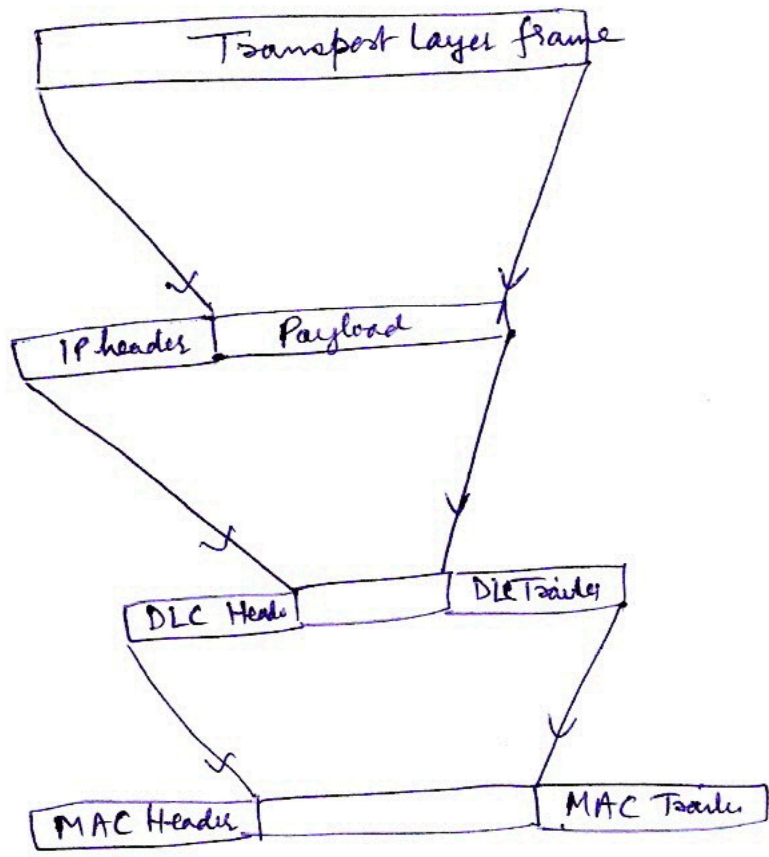 Transport Layer frame
IP header Payload
DLC Header DLC Trailer
MAC Header MAC Trailer